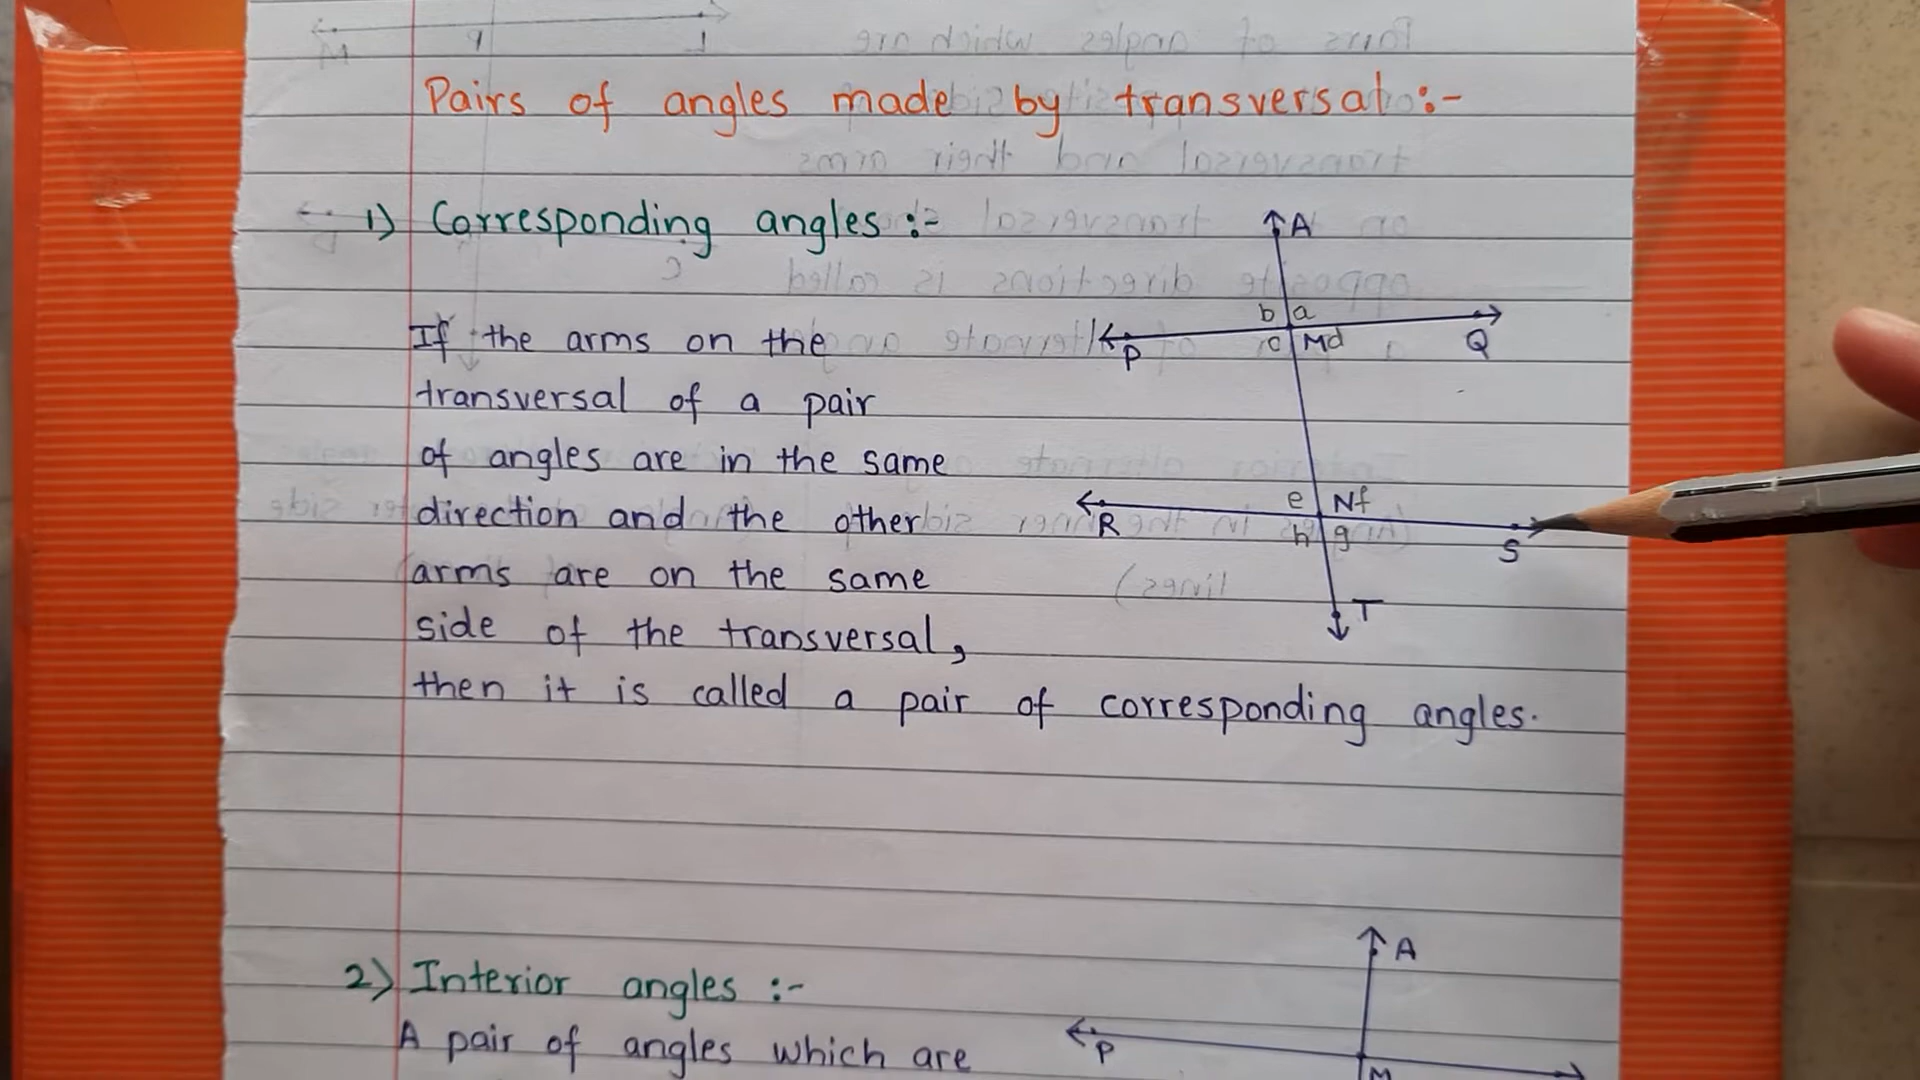 Pairs of angles made by transversal :-
1) Corresponding angles :-
If the arms on the
transversal of a pair
of angles are in the same
direction and the other
arms are on the same
side of the transversal,
then it is called a pair of corresponding angles.
A
b a
P c M d Q
e N f
R h g S
T
2) Interior angles :-
A pair of angles which are
A
P
M